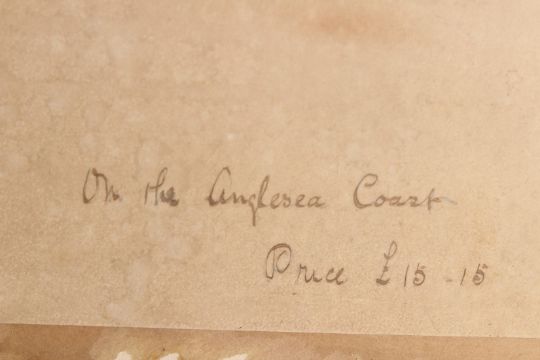 On the Anglesea Coast
Price £15-15